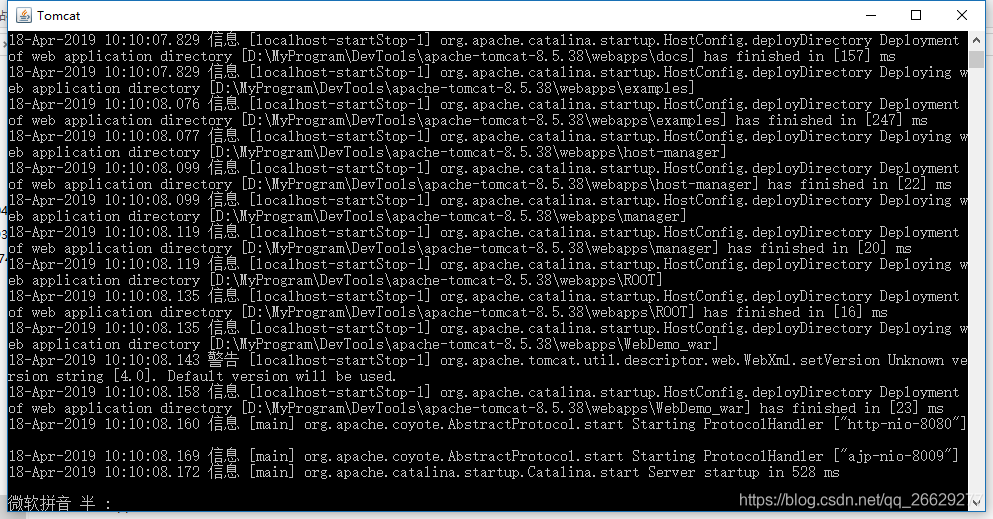 Tomcat
18-Apr-2019 10:10:07.829 信息 [localhost-startStop-1] org.apache.catalina.startup.HostConfig.deployDirectory Deployment
of web application directory [D:\MyProgram\DevTools\apache-tomcat-8.5.38\webapps\docs] has finished in [157] ms
18-Apr-2019 10:10:07.829 信息 [localhost-startStop-1] org.apache.catalina.startup.HostConfig.deployDirectory Deploying w
eb application directory [D:\MyProgram\DevTools\apache-tomcat-8.5.38\webapps\examples]
18-Apr-2019 10:10:08.076 信息 [localhost-startStop-1] org.apache.catalina.startup.HostConfig.deployDirectory Deployment
of web application directory [D:\MyProgram\DevTools\apache-tomcat-8.5.38\webapps\examples] has finished in [247] ms
18-Apr-2019 10:10:08.077 信息 [localhost-startStop-1] org.apache.catalina.startup.HostConfig.deployDirectory Deploying w
eb application directory [D:\MyProgram\DevTools\apache-tomcat-8.5.38\webapps\host-manager]
18-Apr-2019 10:10:08.099 信息 [localhost-startStop-1] org.apache.catalina.startup.HostConfig.deployDirectory Deployment
of web application directory [D:\MyProgram\DevTools\apache-tomcat-8.5.38\webapps\host-manager] has finished in [22] ms
18-Apr-2019 10:10:08.099 信息 [localhost-startStop-1] org.apache.catalina.startup.HostConfig.deployDirectory Deploying w
eb application directory [D:\MyProgram\DevTools\apache-tomcat-8.5.38\webapps\manager]
18-Apr-2019 10:10:08.119 信息 [localhost-startStop-1] org.apache.catalina.startup.HostConfig.deployDirectory Deployment
of web application directory [D:\MyProgram\DevTools\apache-tomcat-8.5.38\webapps\manager] has finished in [20] ms
18-Apr-2019 10:10:08.119 信息 [localhost-startStop-1] org.apache.catalina.startup.HostConfig.deployDirectory Deploying w
eb application directory [D:\MyProgram\DevTools\apache-tomcat-8.5.38\webapps\ROOT]
18-Apr-2019 10:10:08.135 信息 [localhost-startStop-1] org.apache.catalina.startup.HostConfig.deployDirectory Deployment
of web application directory [D:\MyProgram\DevTools\apache-tomcat-8.5.38\webapps\ROOT] has finished in [16] ms
18-Apr-2019 10:10:08.135 信息 [localhost-startStop-1] org.apache.catalina.startup.HostConfig.deployDirectory Deploying w
eb application directory [D:\MyProgram\DevTools\apache-tomcat-8.5.38\webapps\WebDemo_war]
18-Apr-2019 10:10:08.143 警告 [localhost-startStop-1] org.apache.tomcat.util.descriptor.web.WebXml.setVersion Unknown ve
rsion string [4.0]. Default version will be used.
18-Apr-2019 10:10:08.158 信息 [localhost-startStop-1] org.apache.catalina.startup.HostConfig.deployDirectory Deployment
of web application directory [D:\MyProgram\DevTools\apache-tomcat-8.5.38\webapps\WebDemo_war] has finished in [23] ms
18-Apr-2019 10:10:08.160 信息 [main] org.apache.coyote.AbstractProtocol.start Starting ProtocolHandler ["http-nio-8080"]
18-Apr-2019 10:10:08.169 信息 [main] org.apache.coyote.AbstractProtocol.start Starting ProtocolHandler ["ajp-nio-8009"]
18-Apr-2019 10:10:08.172 信息 [main] org.apache.catalina.startup.Catalina.start Server startup in 528 ms
微软拼音 半 :
https://blog.csdn.net/qq_26629277